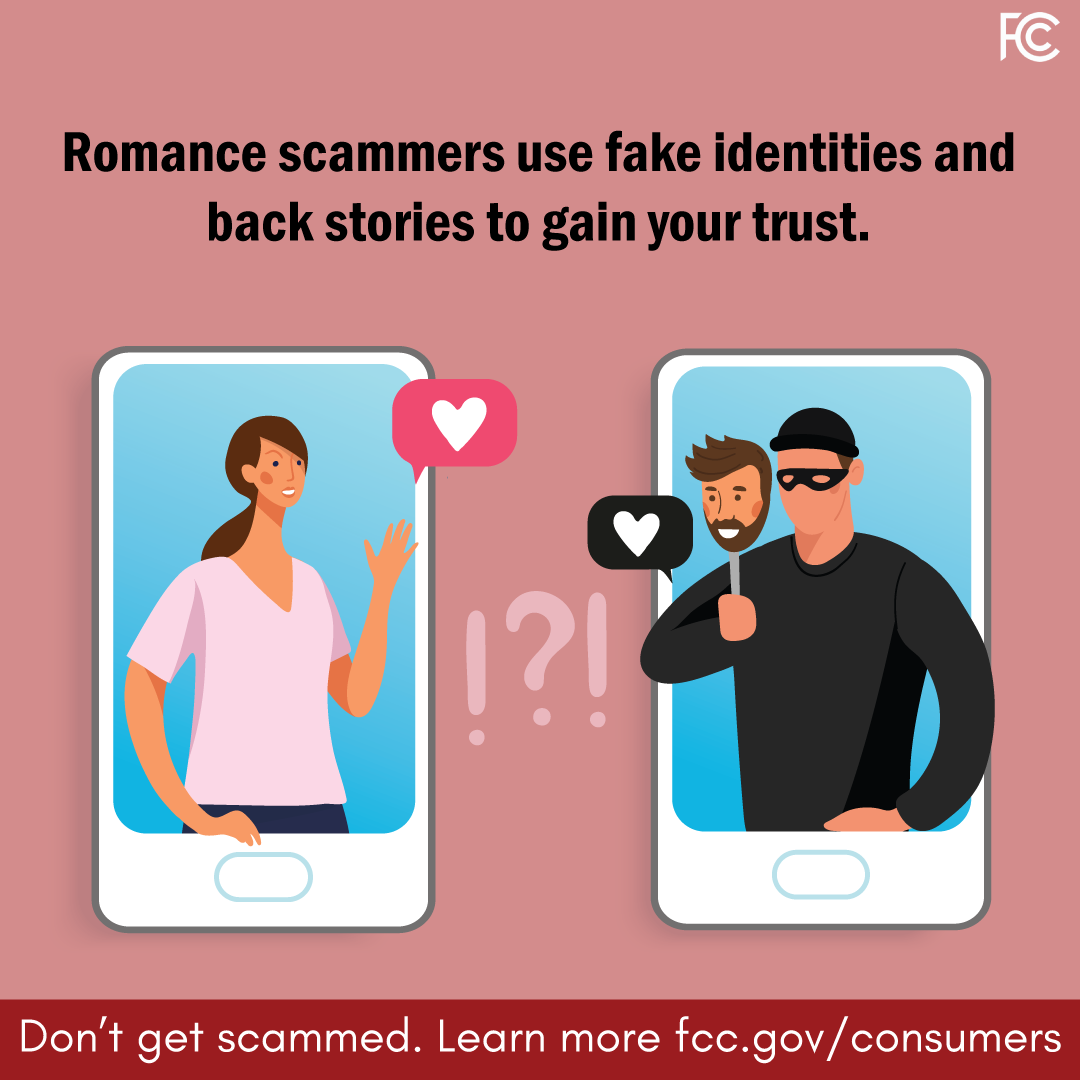 FCC
Romance scammers use fake identities and
back stories to gain your trust.
!?!
Don't get scammed. Learn more fcc.gov/consumers